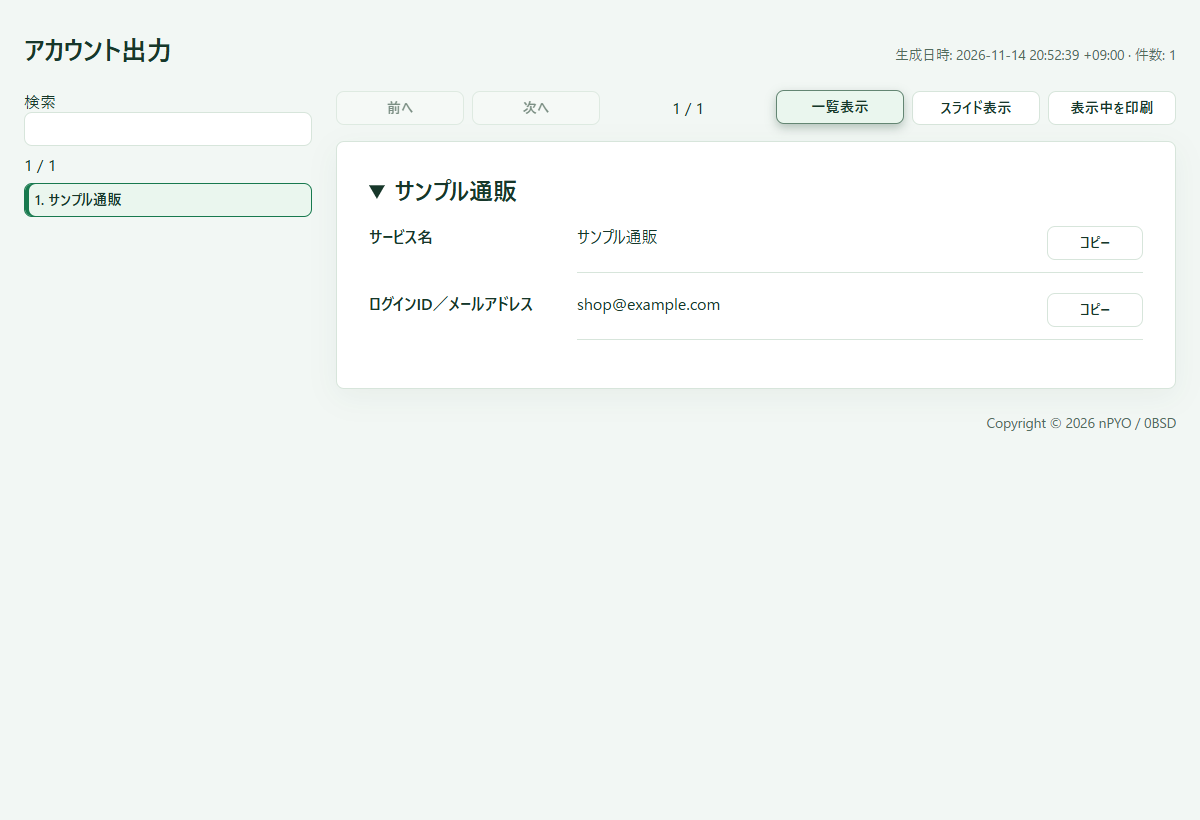 アカウント出力
生成日時: 2026-11-14 20:52:39 +09:00 · 件数: 1
検索
1 / 1
1. サンプル通販
前へ
次へ
1 / 1
一覧表示
スライド表示
表示中を印刷
▼ サンプル通販
サービス名
サンプル通販
コピー
ログインID／メールアドレス
shop@example.com
コピー
Copyright © 2026 nPYO / 0BSD